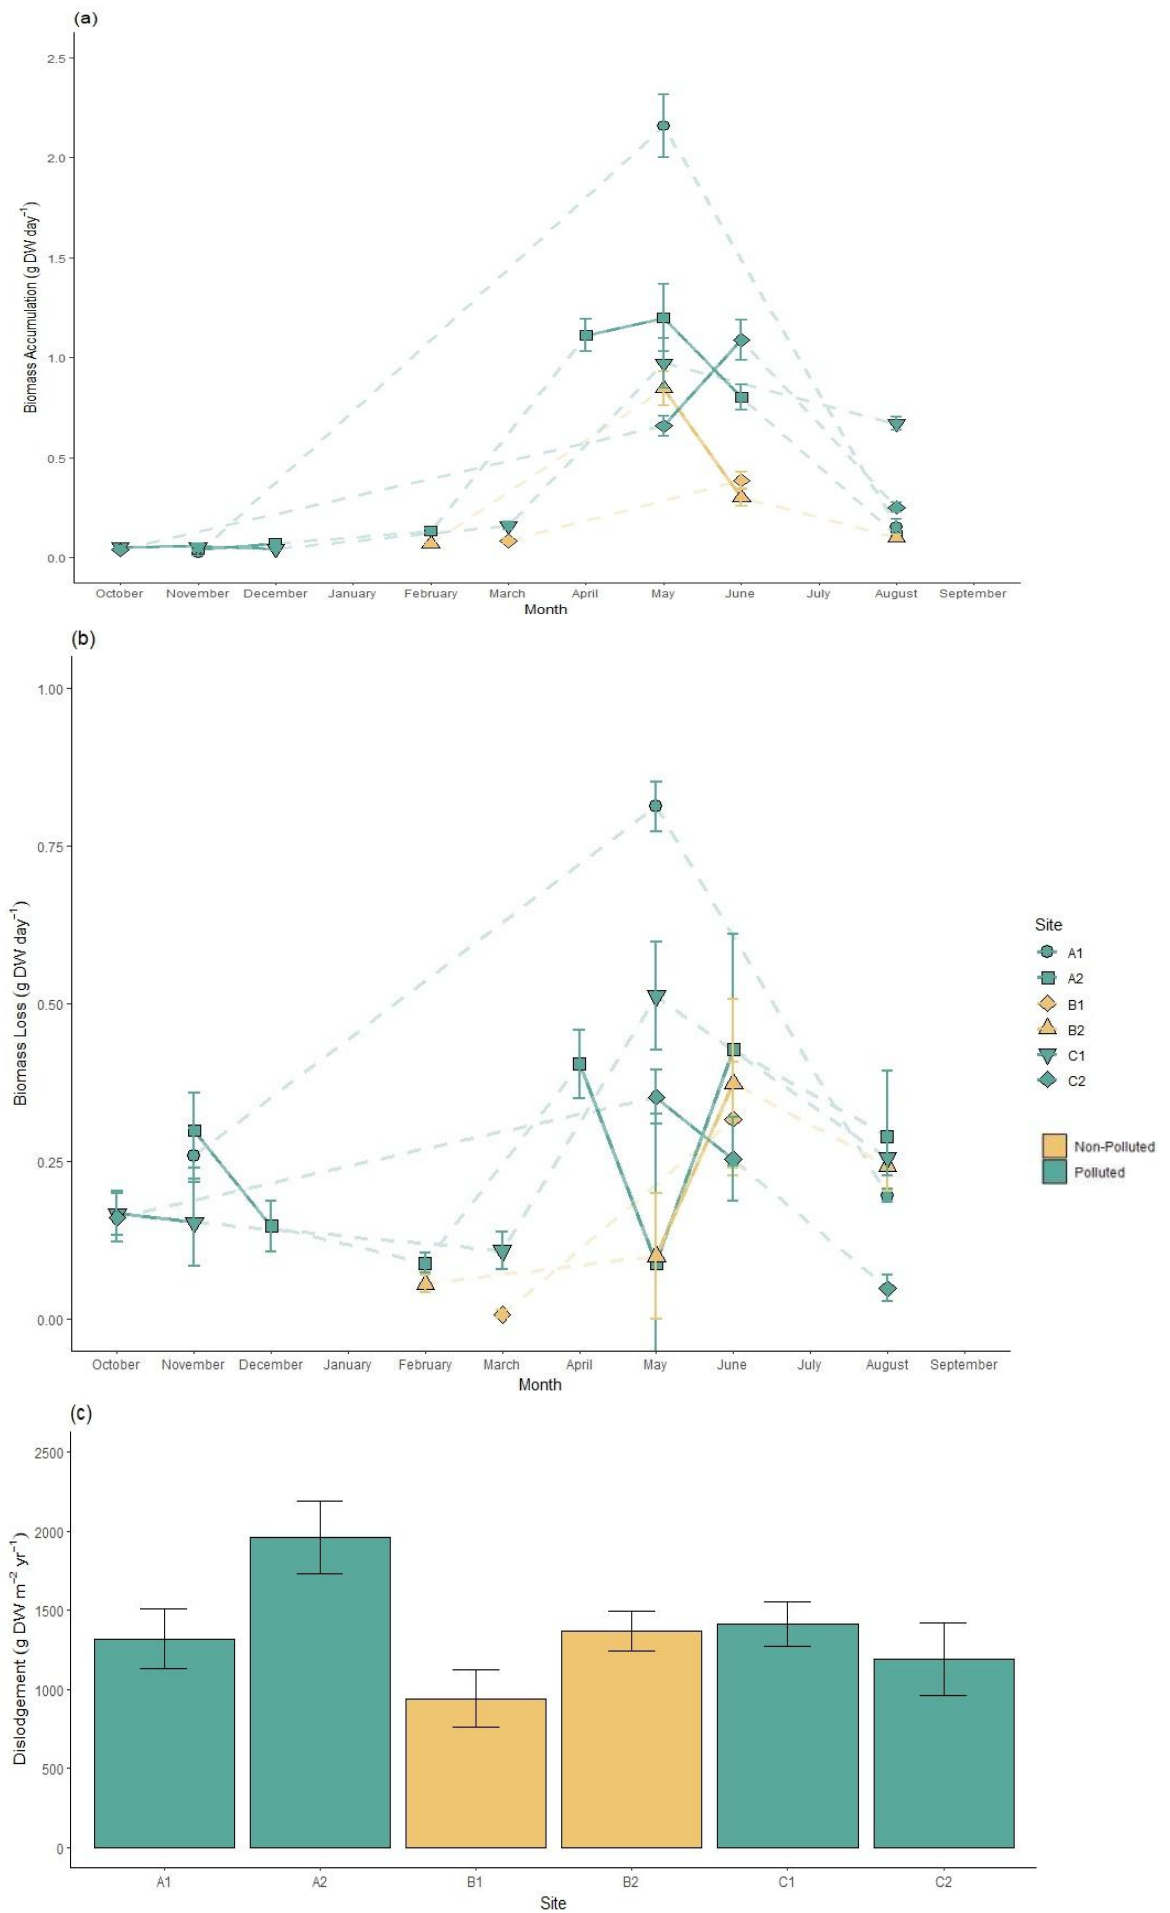 (a)
2.5
2.0
1.5
1.0
0.5
0.0
Biomass Accumulation (g DW day⁻¹)
October November December January February March April May June July August September
Month
(b)
1.00
0.75
0.50
0.25
0.00
Biomass Loss (g DW day⁻¹)
October November December January February March April May June July August September
Month
Site
A1
A2
B1
B2
C1
C2
Non-Polluted
Polluted
(c)
2500
2000
1500
1000
500
0
Dislodgement (g DW m⁻² yr⁻¹)
A1 A2 B1 B2 C1 C2
Site